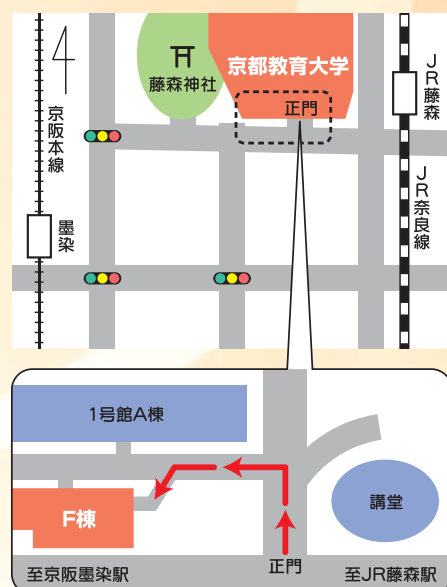 京都教育大学
藤森神社
正門
JR藤森
京阪本線
JR奈良線
墨染
1号館A棟
F棟
講堂
正門
至京阪墨染駅
至JR藤森駅